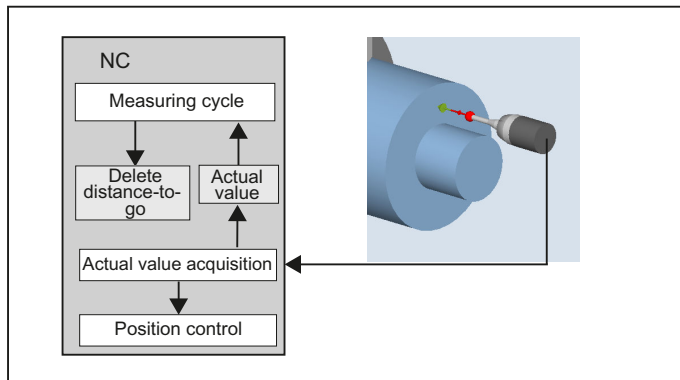 NC
Measuring cycle
Delete
distance-to-
go
Actual
value
Actual value acquisition
Position control